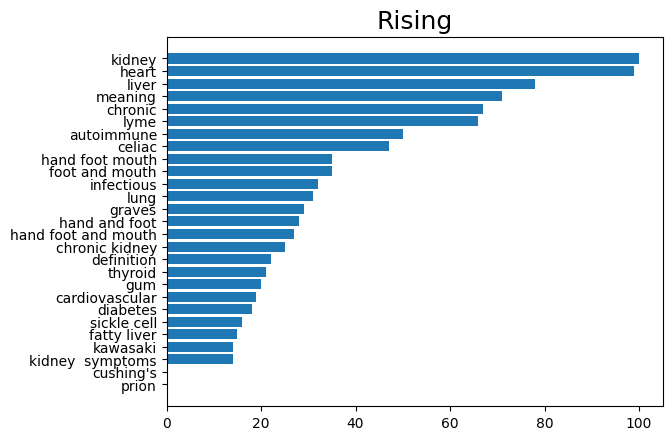 Rising
kidney
heart
liver
meaning
chronic
lyme
autoimmune
celiac
hand foot mouth
foot and mouth
infectious
lung
graves
hand and foot
hand foot and mouth
chronic kidney
definition
thyroid
gum
cardiovascular
diabetes
sickle cell
fatty liver
kawasaki
kidney  symptoms
cushing's
prion
0 20 40 60 80 100